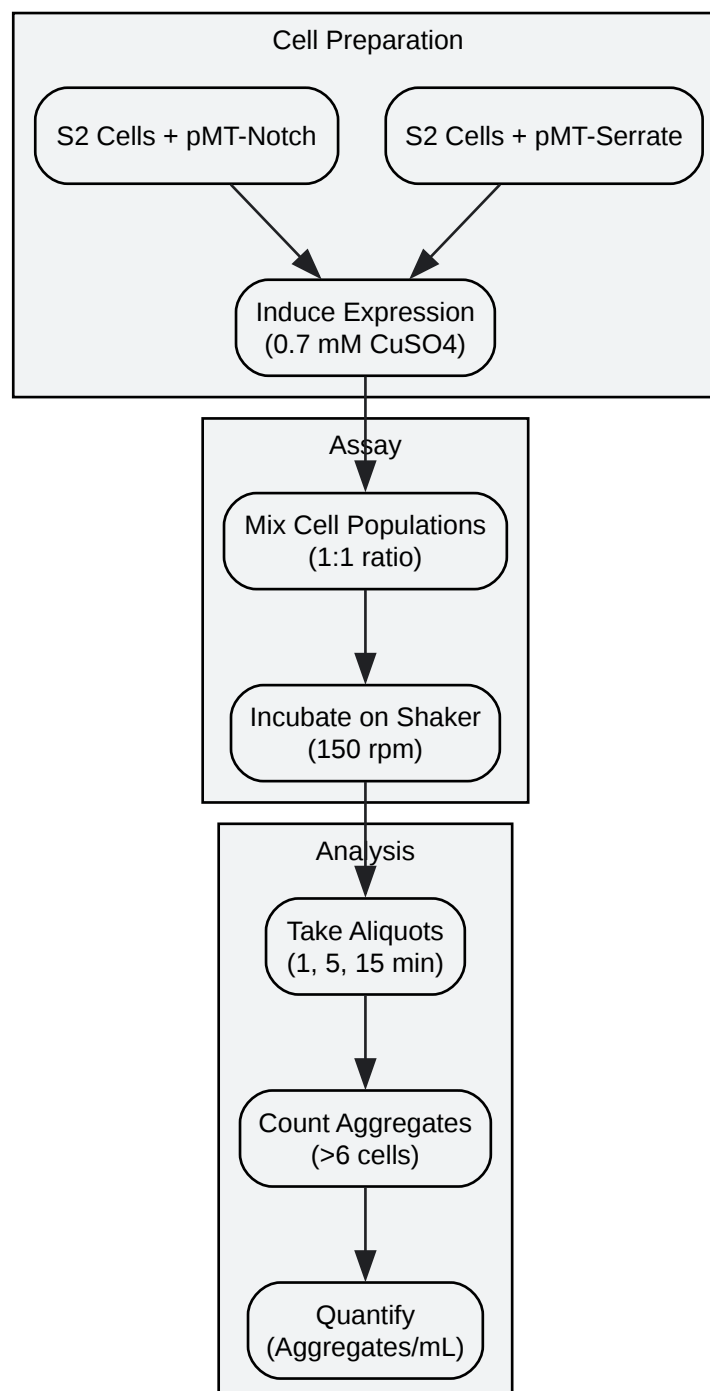 Cell Preparation
S2 Cells + pMT-Notch
S2 Cells + pMT-Serrate
Induce Expression
(0.7 mM CuSO4)
Assay
Mix Cell Populations
(1:1 ratio)
Incubate on Shaker
(150 rpm)
Analysis
Take Aliquots
(1, 5, 15 min)
Count Aggregates
(>6 cells)
Quantify
(Aggregates/mL)